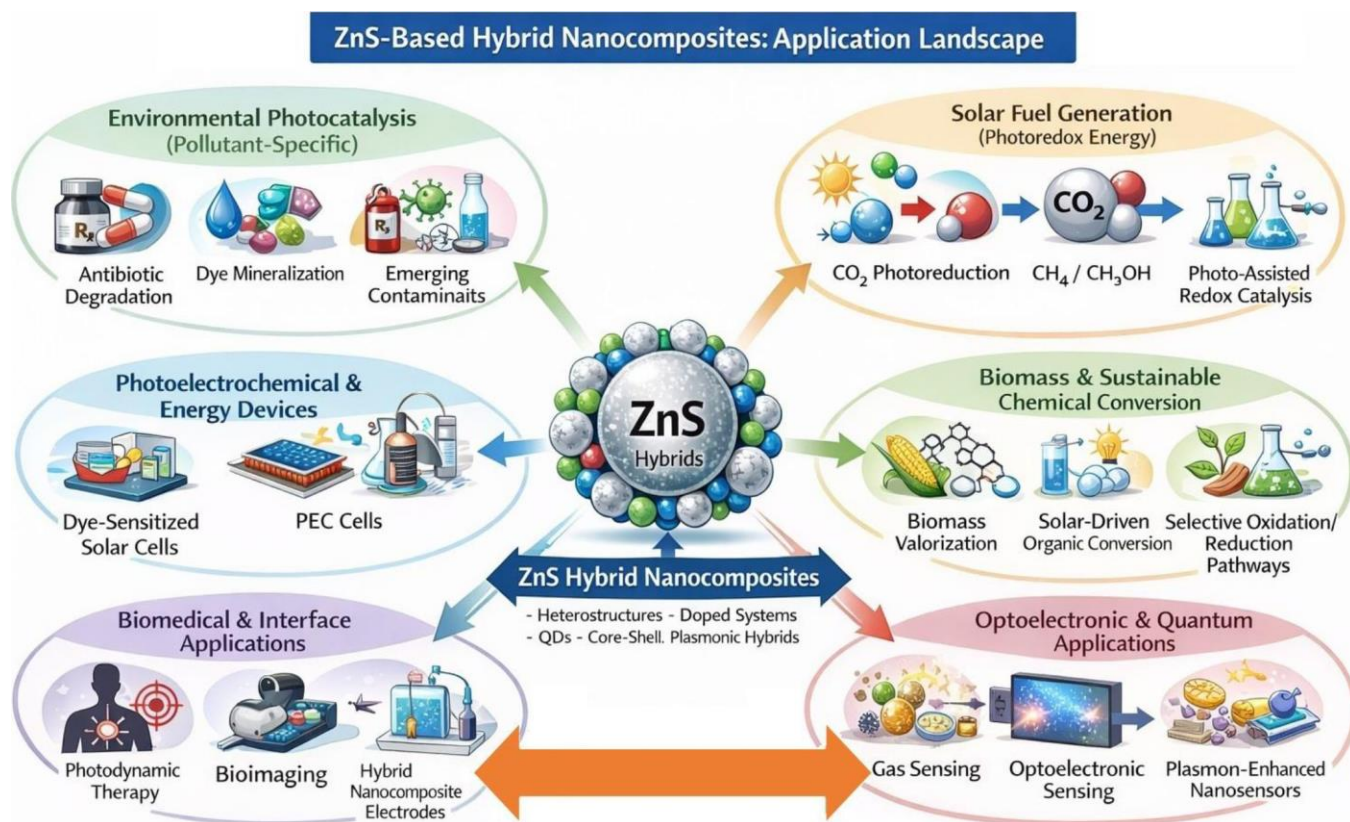 ZnS-Based Hybrid Nanocomposites: Application Landscape
Environmental Photocatalysis
(Pollutant-Specific)
Antibiotic
Degradation
Dye Mineralization
Emerging
Contaminaits
Solar Fuel Generation
(Photoredox Energy)
CO₂
CO₂ Photoreduction
CH₄ / CH₃OH
Photo-Assisted
Redox Catalysis
Photoelectrochemical &
Energy Devices
Dye-Sensitized
Solar Cells
PEC Cells
ZnS
Hybrids
Biomass & Sustainable
Chemical Conversion
Biomass
Valorization
Solar-Driven
Organic Conversion
Selective Oxidation/
Reduction
Pathways
ZnS Hybrid Nanocomposites
- Heterostructures - Doped Systems
- QDs - Core-Shell. Plasmonic Hybrids
Biomedical & Interface
Applications
Photodynamic
Therapy
Bioimaging
Hybrid
Nanocomposite
Electrodes
Optoelectronic & Quantum
Applications
Gas Sensing
Optoelectronic
Sensing
Plasmon-Enhanced
Nanosensors